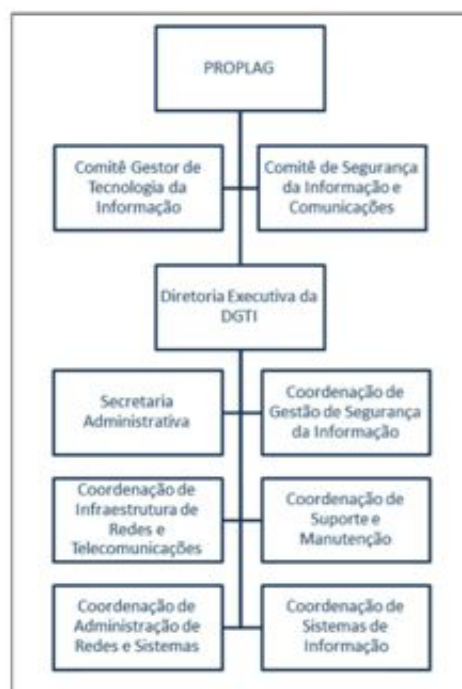 PROPLAG
Comitê Gestor de
Tecnologia da
Informação
Comitê de Segurança
da Informação e
Comunicações
Diretoria Executiva da
DGTI
Secretaria
Administrativa
Coordenação de
Gestão de Segurança
da Informação
Coordenação de
Infraestrutura de
Redes e
Telecomunicações
Coordenação de
Suporte e
Manutenção
Coordenação de
Administração de
Redes e Sistemas
Coordenação de
Sistemas de
Informação